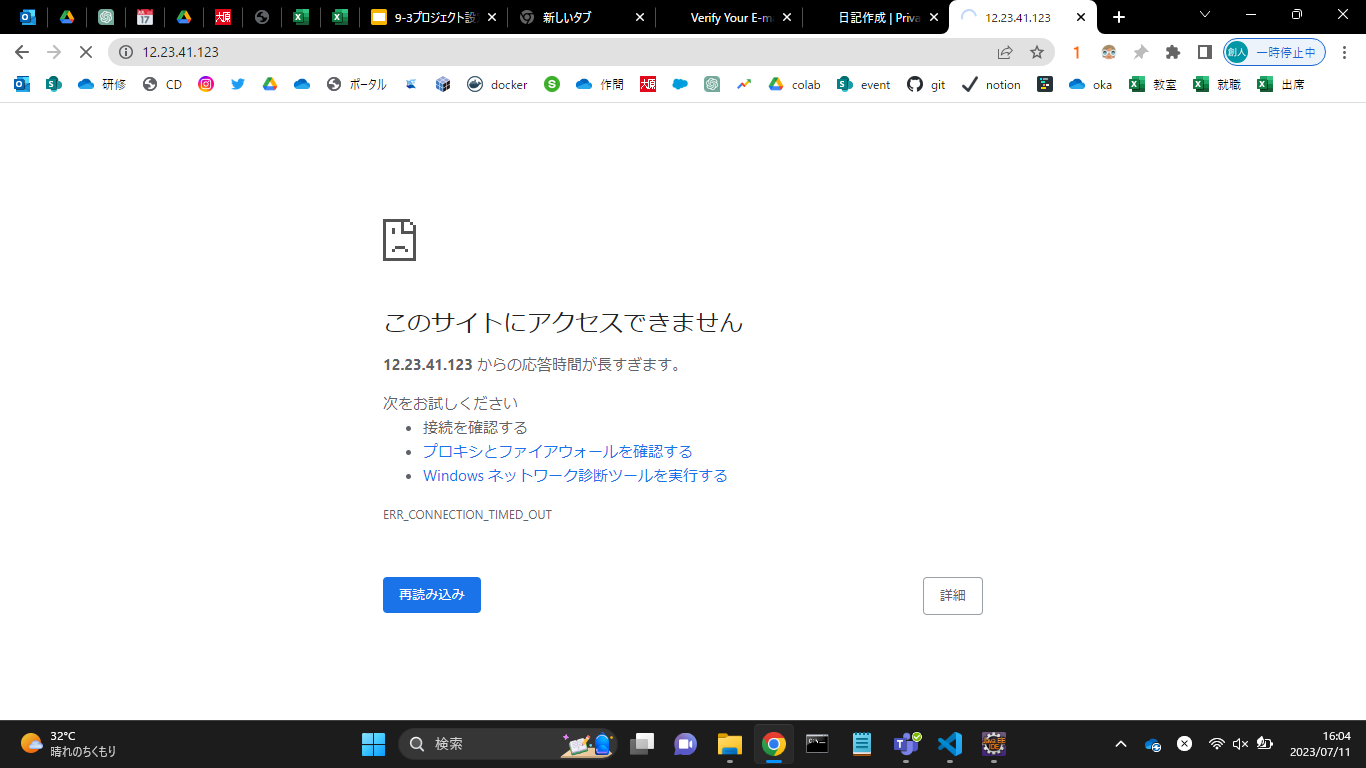 17
大原
9-3プロジェクト設
新しいタブ
Verify Your E-m
日記作成 | Priva
12.23.41.123
12.23.41.123
1
創人
一時停止中
研修
CD
ポータル
docker
S
作問
大原
colab
event
git
notion
oka
教室
就職
出席
このサイトにアクセスできません
12.23.41.123 からの応答時間が長すぎます。
次をお試しください
接続を確認する
プロキシとファイアウォールを確認する
Windows ネットワーク診断ツールを実行する
ERR_CONNECTION_TIMED_OUT
再読み込み
詳細
32°C
晴れのちくもり
検索
16:04
2023/07/11